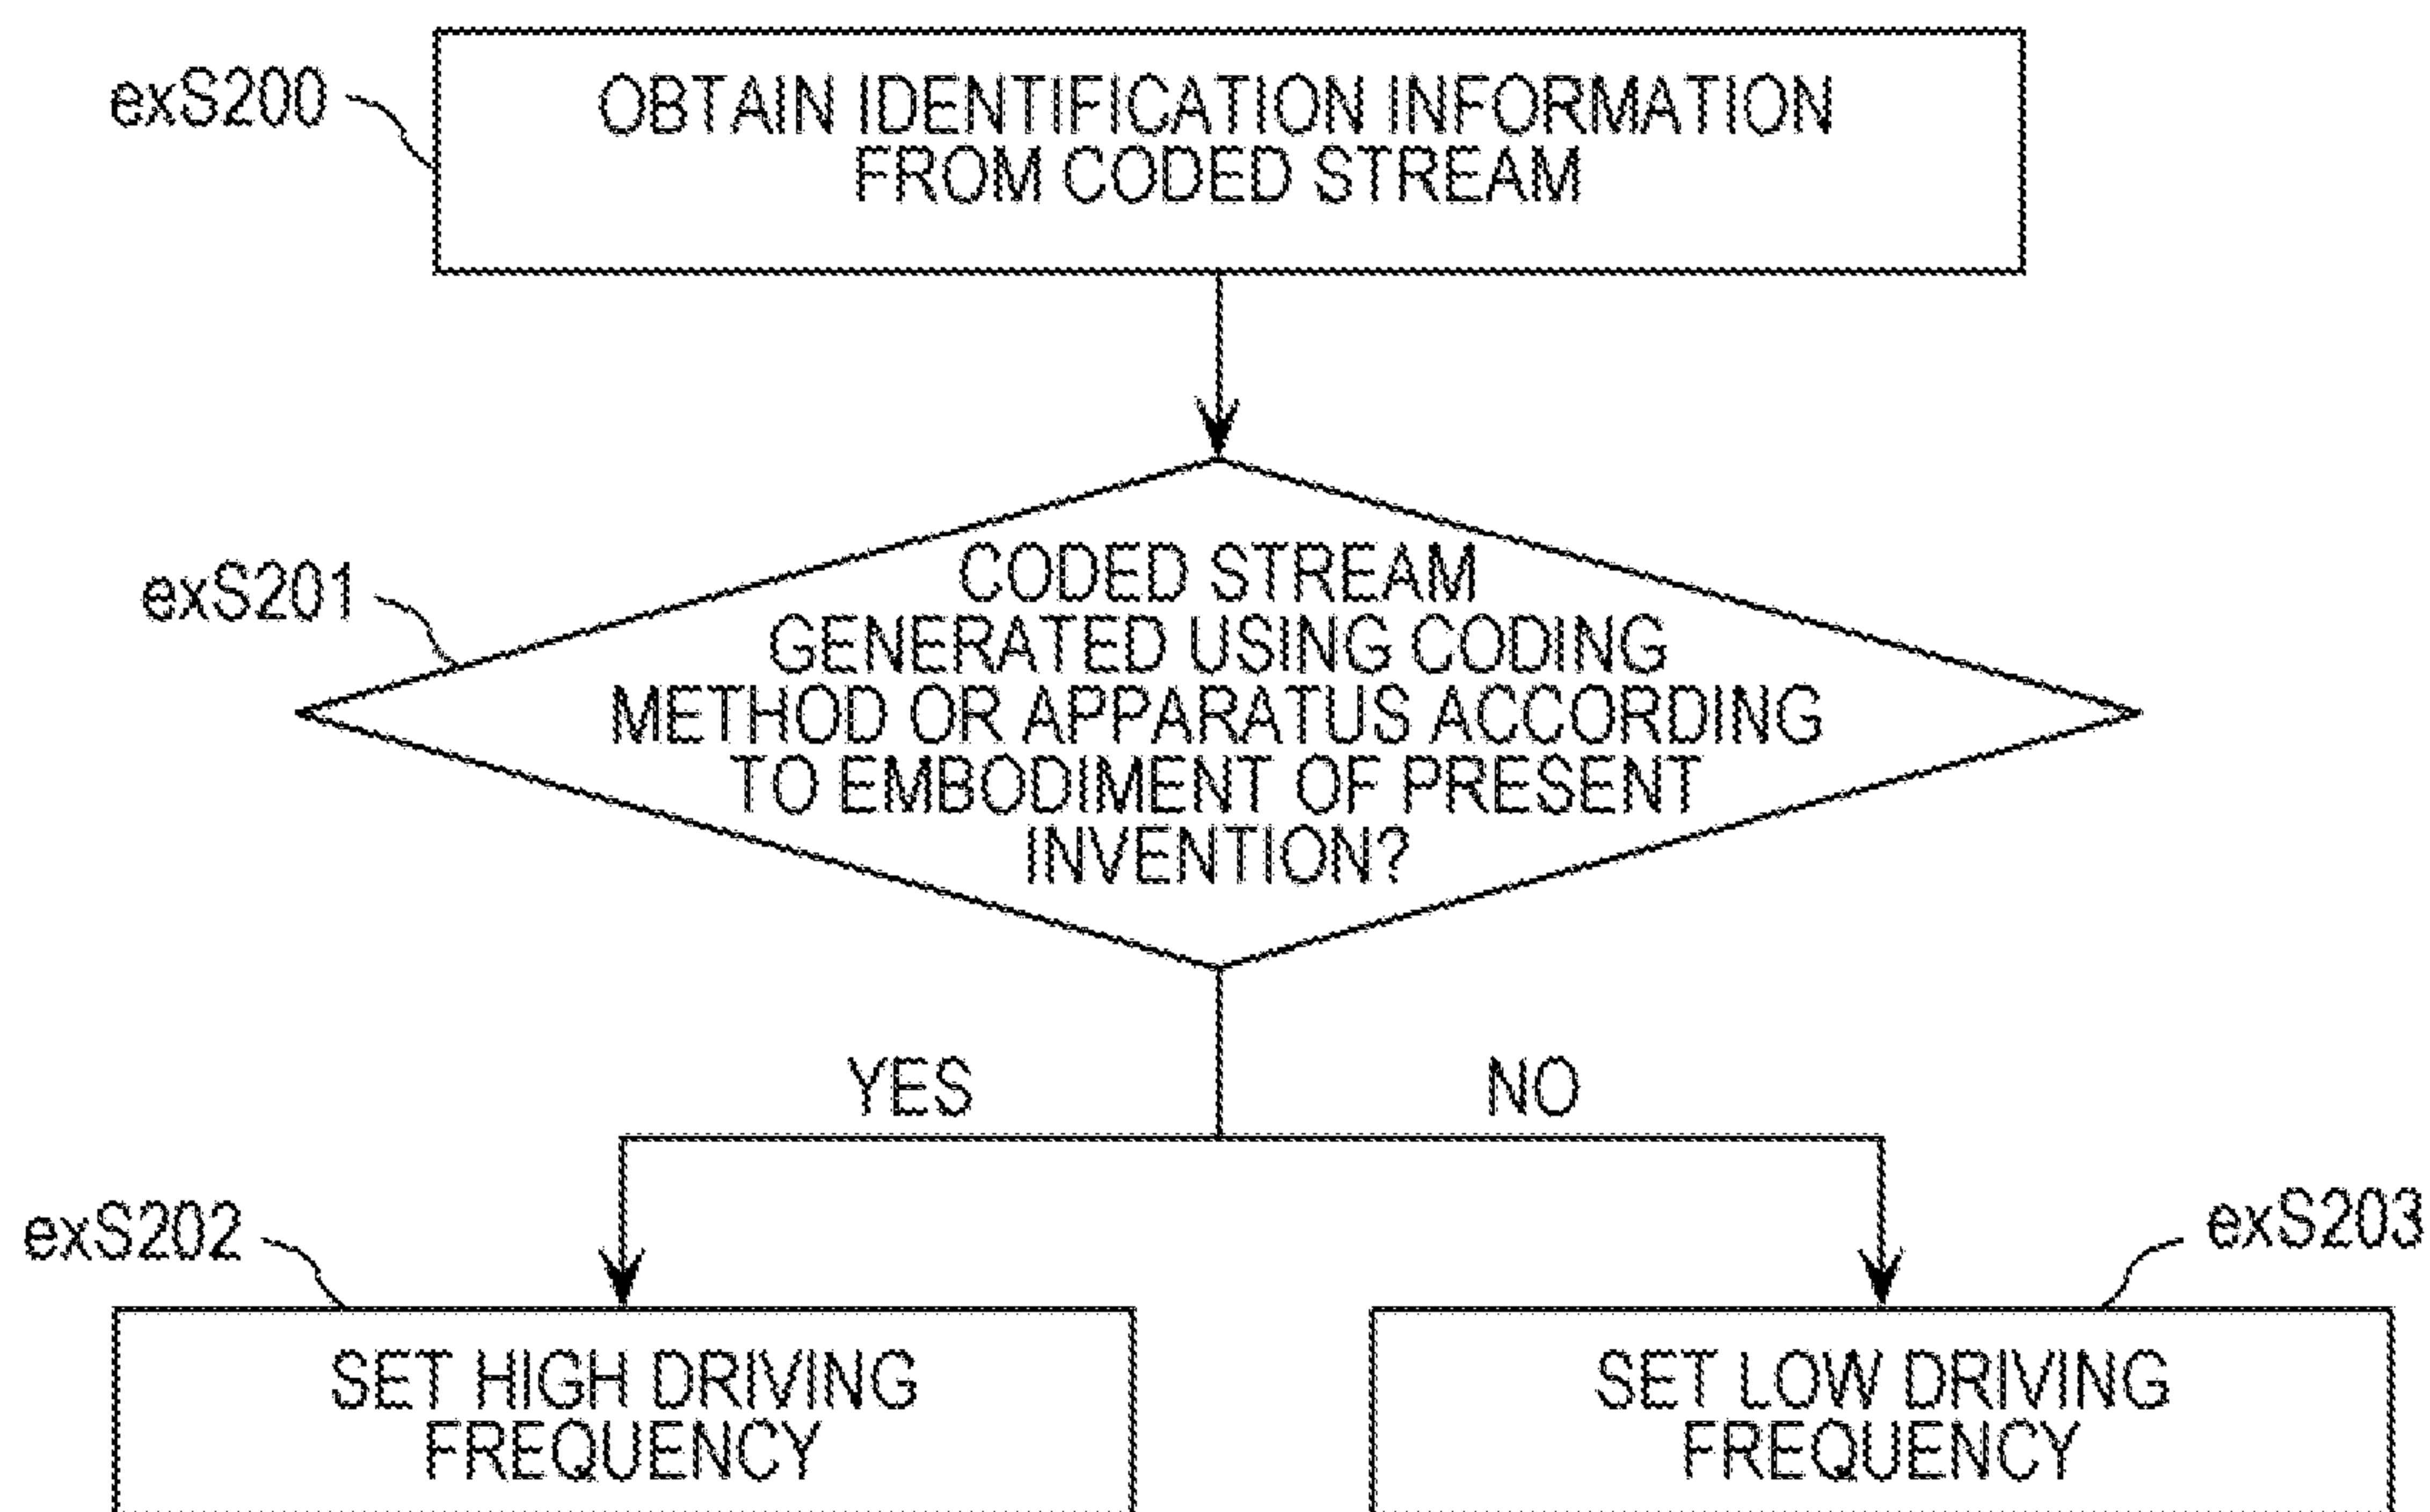 exS200
OBTAIN IDENTIFICATION INFORMATION
FROM CODED STREAM
exS201
CODED STREAM
GENERATED USING CODING
METHOD OR APPARATUS ACCORDING
TO EMBODIMENT OF PRESENT
INVENTION?
YES
NO
exS202
exS203
SET HIGH DRIVING
FREQUENCY
SET LOW DRIVING
FREQUENCY